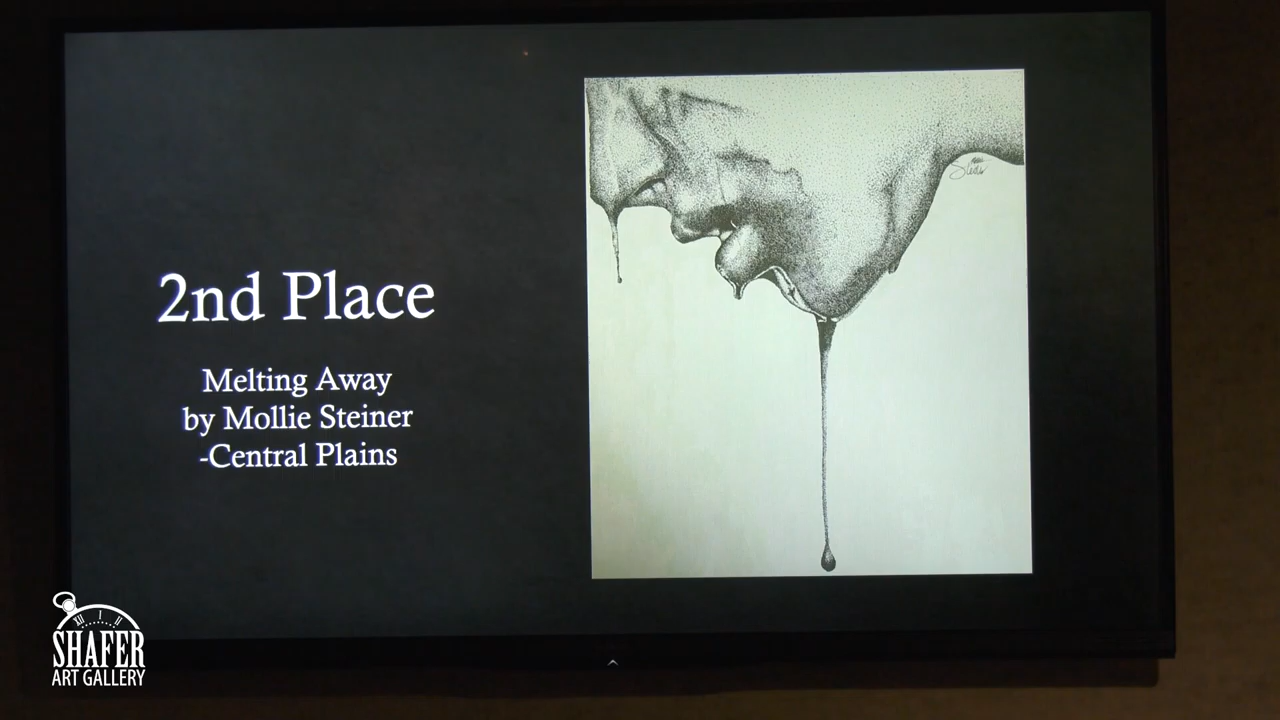 2nd Place
Melting Away
by Mollie Steiner
-Central Plains
SHAFER
ART GALLERY